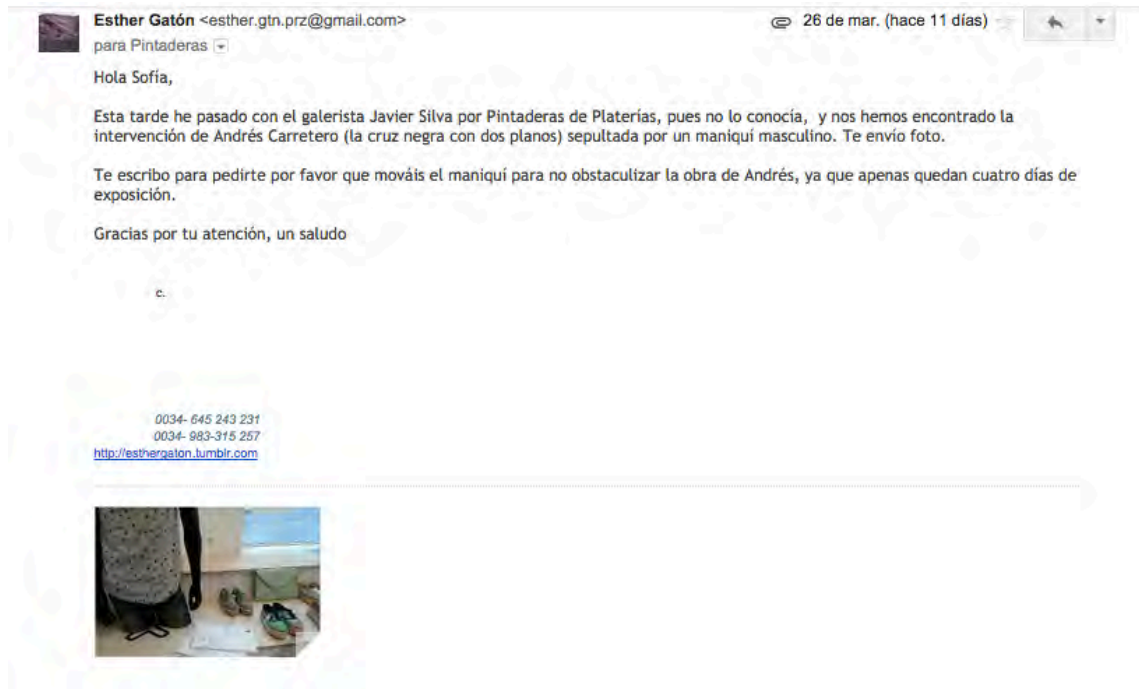 Esther Gatón <esther.gtn.prz@gmail.com>
26 de mar. (hace 11 días)
para Pintaderas
Hola Sofía,
Esta tarde he pasado con el galerista Javier Silva por Pintaderas de Platerías, pues no lo conocía, y nos hemos encontrado la
intervención de Andrés Carretero (la cruz negra con dos planos) sepultada por un maniquí masculino. Te envío foto.
Te escribo para pedirte por favor que mováis el maniquí para no obstaculizar la obra de Andrés, ya que apenas quedan cuatro días de
exposición.
Gracias por tu atención, un saludo
c.
0034- 645 243 231
0034- 983-315 257
http://esthergaton.tumblr.com